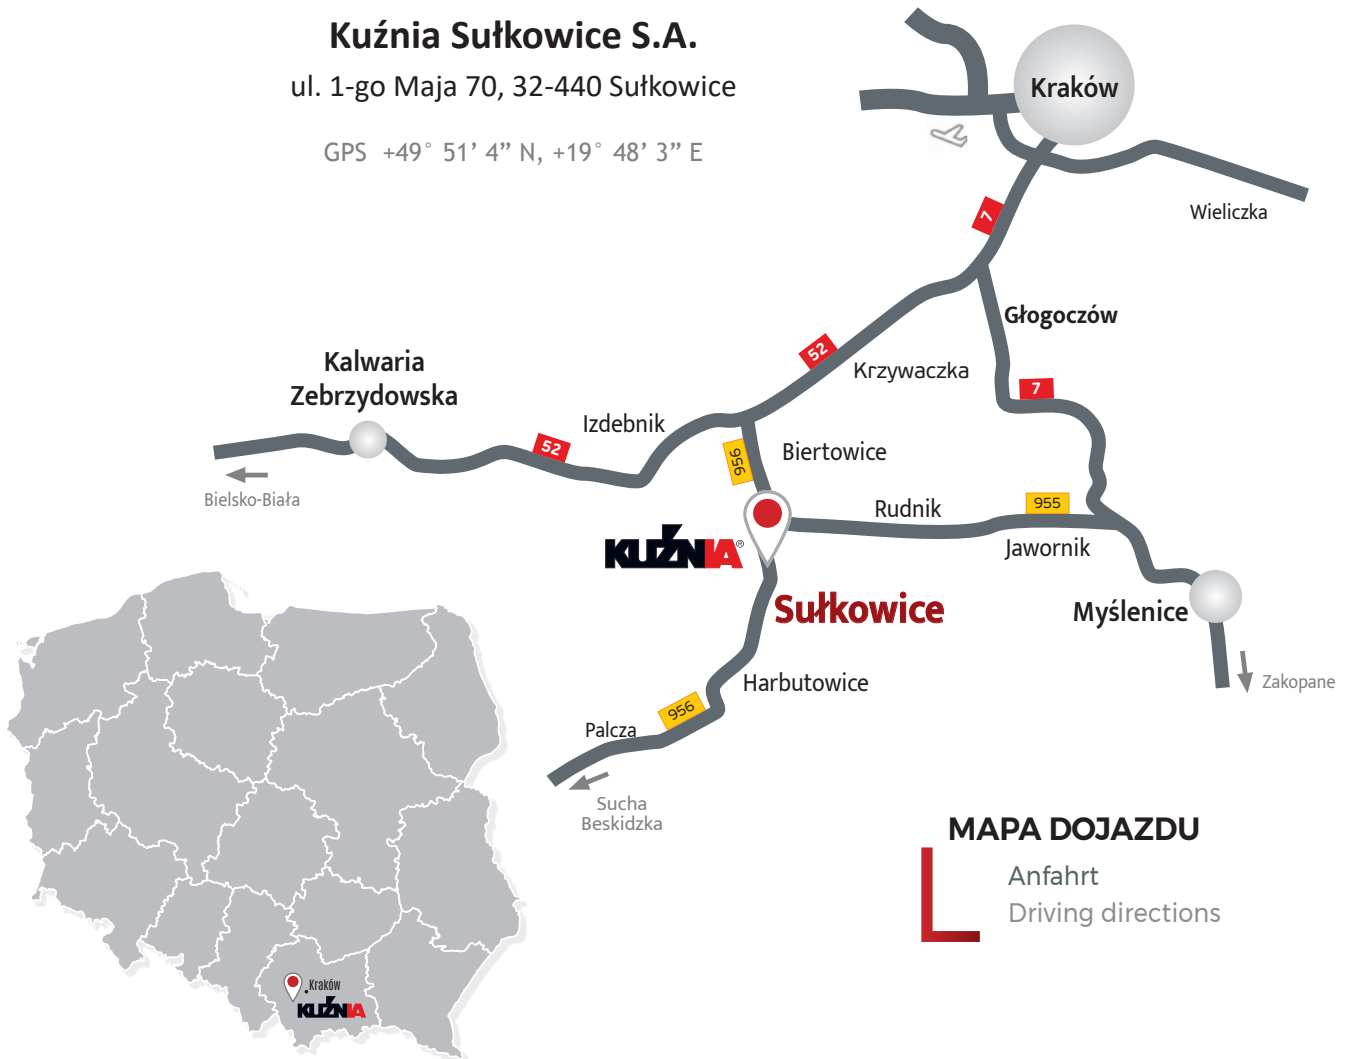 Kuźnia Sułkowice S.A.
ul. 1-go Maja 70, 32-440 Sułkowice
GPS +49° 51’ 4” N, +19° 48’ 3” E
Kraków
Wieliczka
7
Głogoczów
52
Krzywaczka
7
Kalwaria
Zebrzydowska
Izdebnik
52
956
Biertowice
Bielsko-Biała
Rudnik
955
Jawornik
KUŹNIA®
Sułkowice
Myślenice
Zakopane
Harbutowice
956
Palcza
Sucha
Beskidzka
MAPA DOJAZDU
Anfahrt
Driving directions
Kraków
KUŹNIA